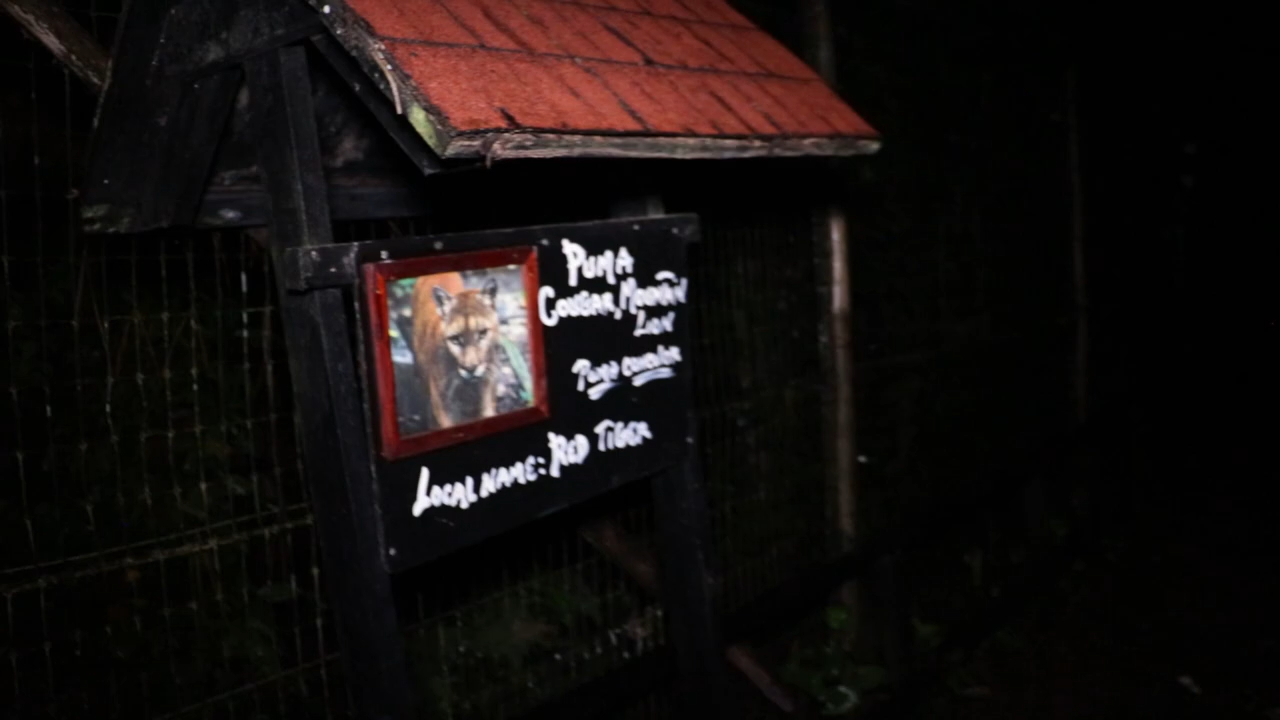 PUMA
COUGAR, MOUNTAIN
LION
Puma concolor
LOCAL NAME: RED TIGER